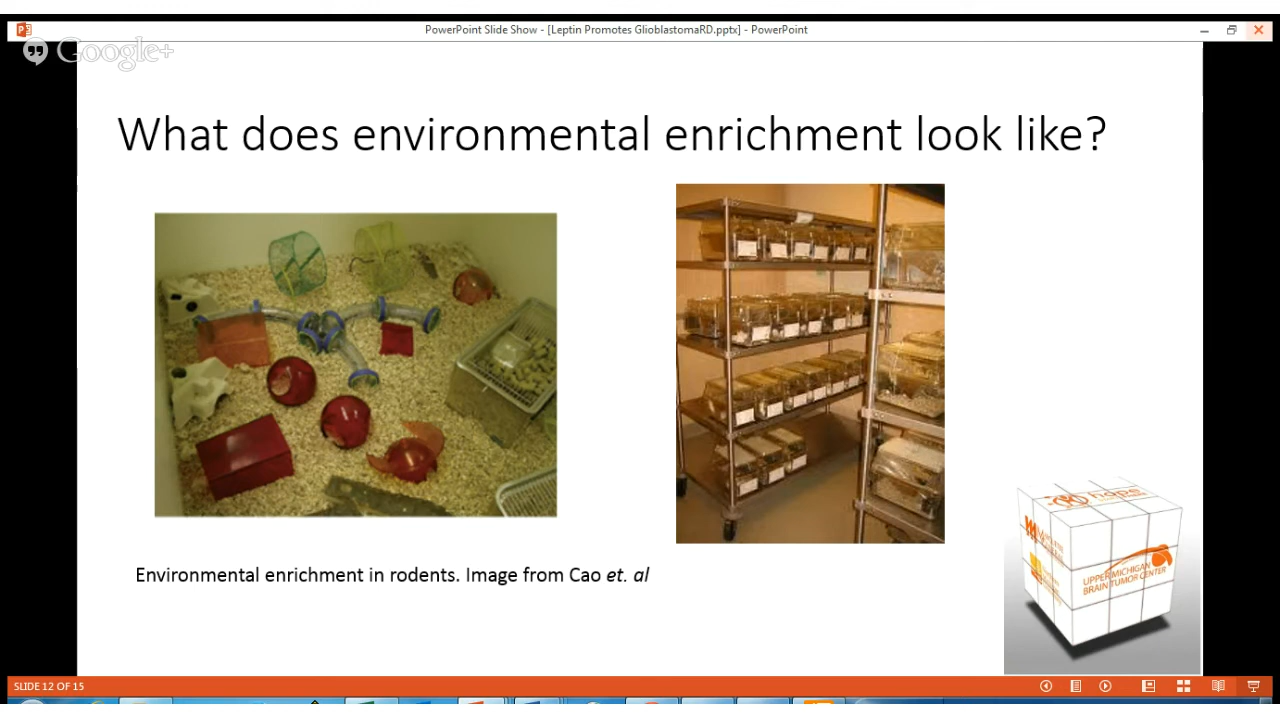 PowerPoint Slide Show - [Leptin Promotes GlioblastomaRD.pptx] - PowerPoint
Google+
What does environmental enrichment look like?
hope
UPPER MICHIGAN
BRAIN TUMOR CENTER
Environmental enrichment in rodents. Image from Cao et. al
SLIDE 12 OF 15